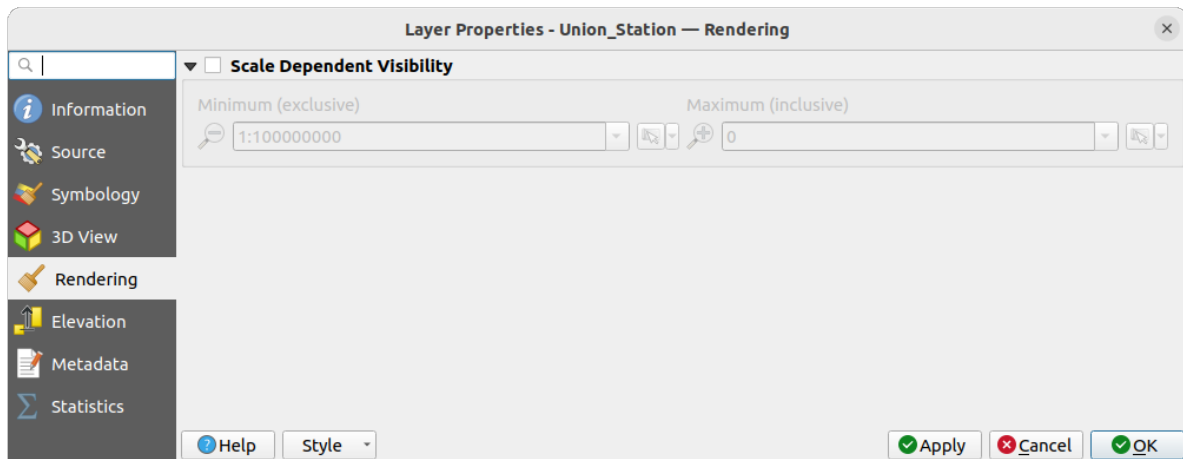 Layer Properties - Union_Station — Rendering
Scale Dependent Visibility
Information
Source
Symbology
3D View
Rendering
Elevation
Metadata
Statistics
Minimum (exclusive)
Maximum (inclusive)
1:100000000
0
Help
Style
Apply
Cancel
OK